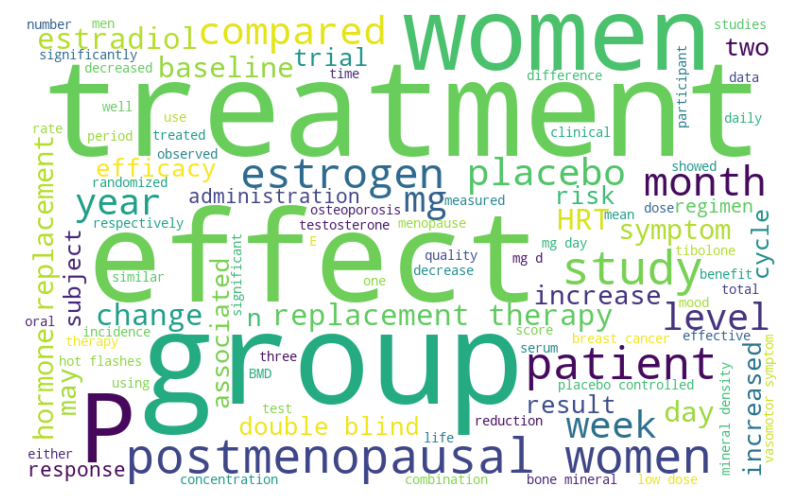 number
men
significantly
estradiol
compared
women
studies
two
decreased
baseline
trial
time
treatment
difference
participant
data
well
use
daily
rate
period
treated
clinical
observed
efficacy
estrogen
placebo
showed
month
randomized
year
administration
mg
measured
risk
HRT
mean
dose
regimen
replacement
hormone
subject
respectively
osteoporosis
testosterone
menopause
symptom
cycle
effect
E
quality
mg day
tibolone
similar
decrease
mg d
study
benefit
significant
associated
one
increase
mood
total
oral
change
n
replacement therapy
level
incidence
score
effective
may
therapy
group
serum
breast cancer
hot flashes
three
patient
using
BMD
placebo controlled
increased
vasomotor symptom
mineral density
P
test
double blind
result
day
reduction
week
either
life
response
postmenopausal women
concentration
combination
bone mineral
low dose